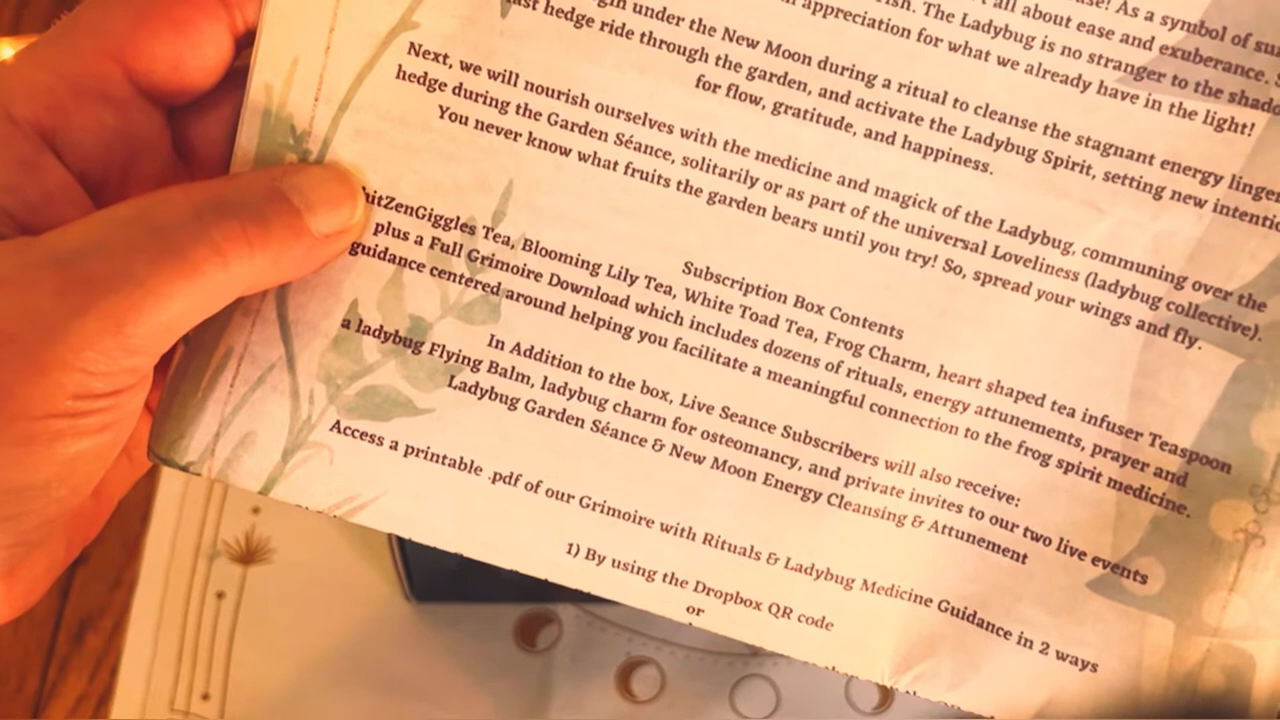 all about ease and exuberance.
The Ladybug is no stranger to the
appreciation for what we already have in the light!
under the New Moon during a ritual to cleanse the stagnant energy
hedge ride through the garden, and activate the Ladybug Spirit, setting new
for flow, gratitude, and happiness.
Next, we will nourish ourselves with the medicine and magick of the Ladybug, communing over the
hedge during the Garden Séance, solitarily or as part of the universal Loveliness (ladybug collective).
You never know what fruits the garden bears until you try! So, spread your wings and fly.
Subscription Box Contents
Tea, Blooming Lily Tea, White Toad Tea, Frog Charm, heart shaped tea infuser Teaspoon
plus a Full Grimoire Download which includes dozens of rituals, energy attunements, prayer and
guidance centered around helping you facilitate a meaningful connection to the frog spirit medicine.
In Addition to the box, Live Seance Subscribers will also receive:
a ladybug Flying Balm, ladybug charm for osteomancy, and private invites to our two live events
Ladybug Garden Séance & New Moon Energy Cleansing & Attunement
Access a printable .pdf of our Grimoire with Rituals & Ladybug Medicine Guidance in 2 ways
1) By using the Dropbox QR code
or